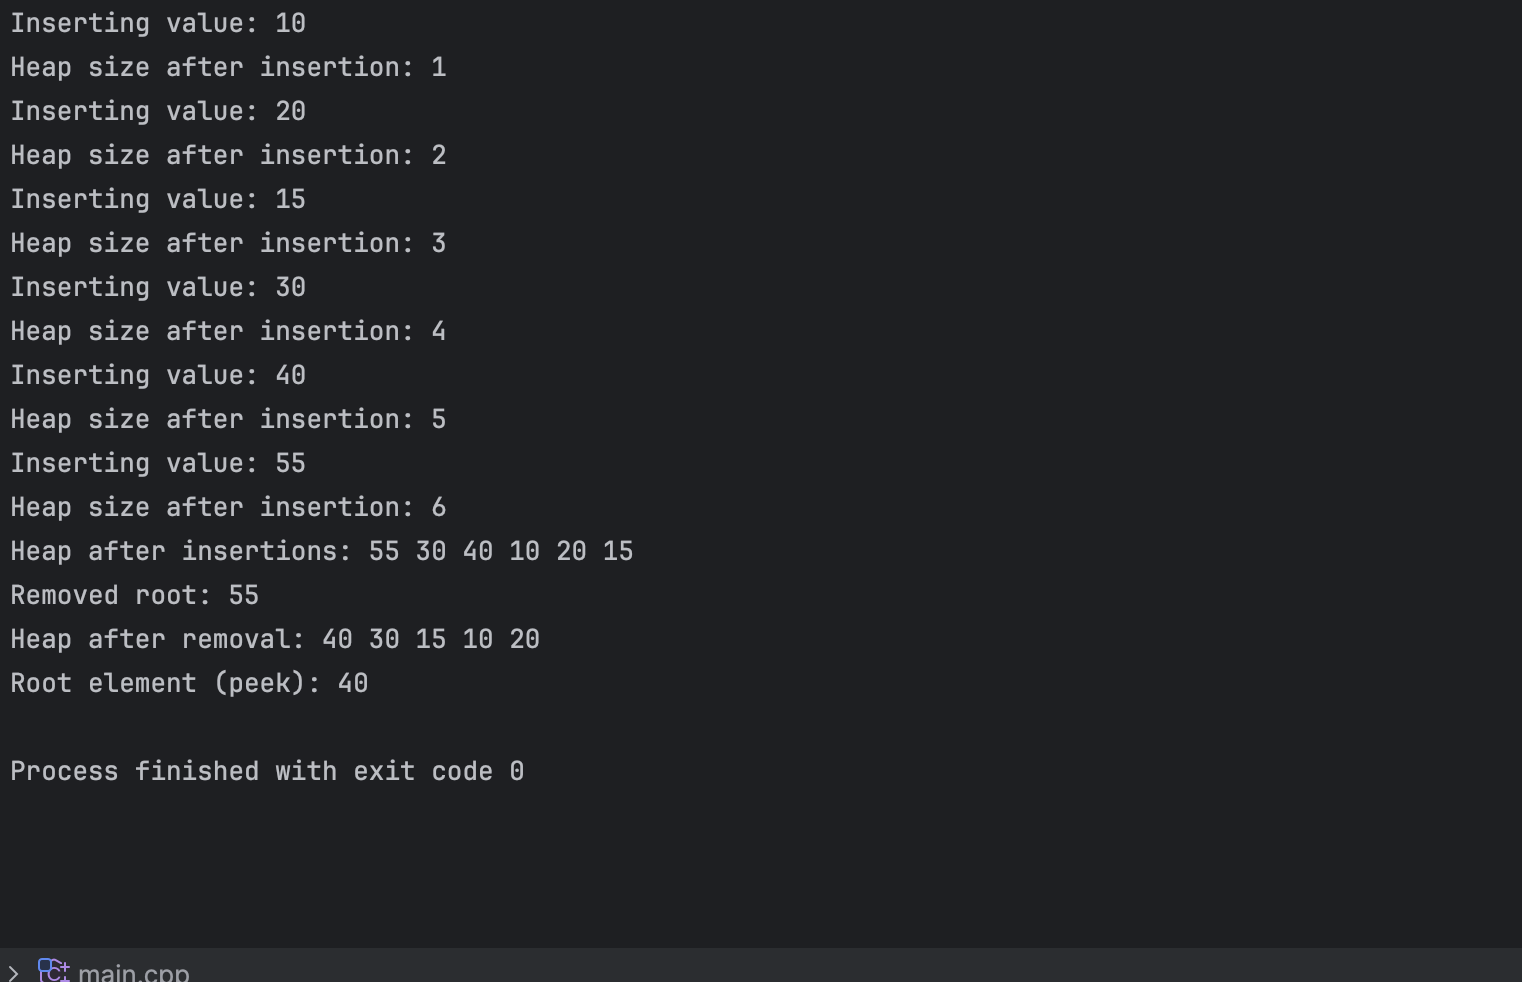 Inserting value: 10
Heap size after insertion: 1
Inserting value: 20
Heap size after insertion: 2
Inserting value: 15
Heap size after insertion: 3
Inserting value: 30
Heap size after insertion: 4
Inserting value: 40
Heap size after insertion: 5
Inserting value: 55
Heap size after insertion: 6
Heap after insertions: 55 30 40 10 20 15
Removed root: 55
Heap after removal: 40 30 15 10 20
Root element (peek): 40
Process finished with exit code 0
main.cpp